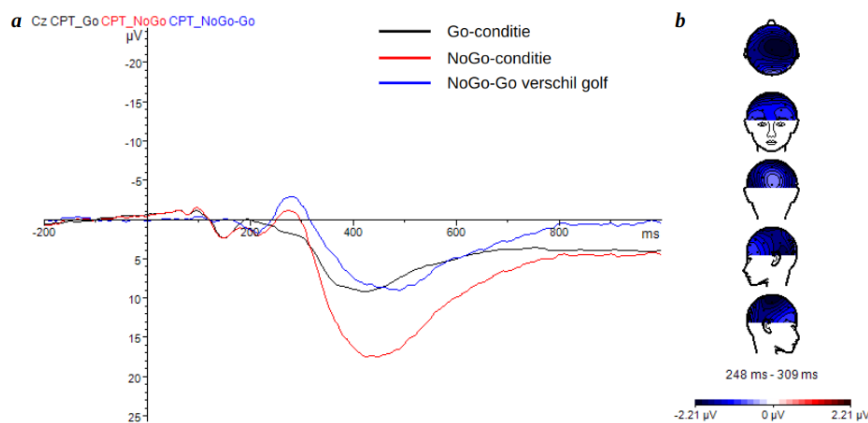 a Cz CPT_Go CPT_NoGo CPT_NoGo-Go
µV
-20
-15
-10
-5
5
10
15
20
25
-200
200
400
600
800
ms
Go-conditie
NoGo-conditie
NoGo-Go verschil golf
b
248 ms - 309 ms
-2.21 µV 0 µV 2.21 µV